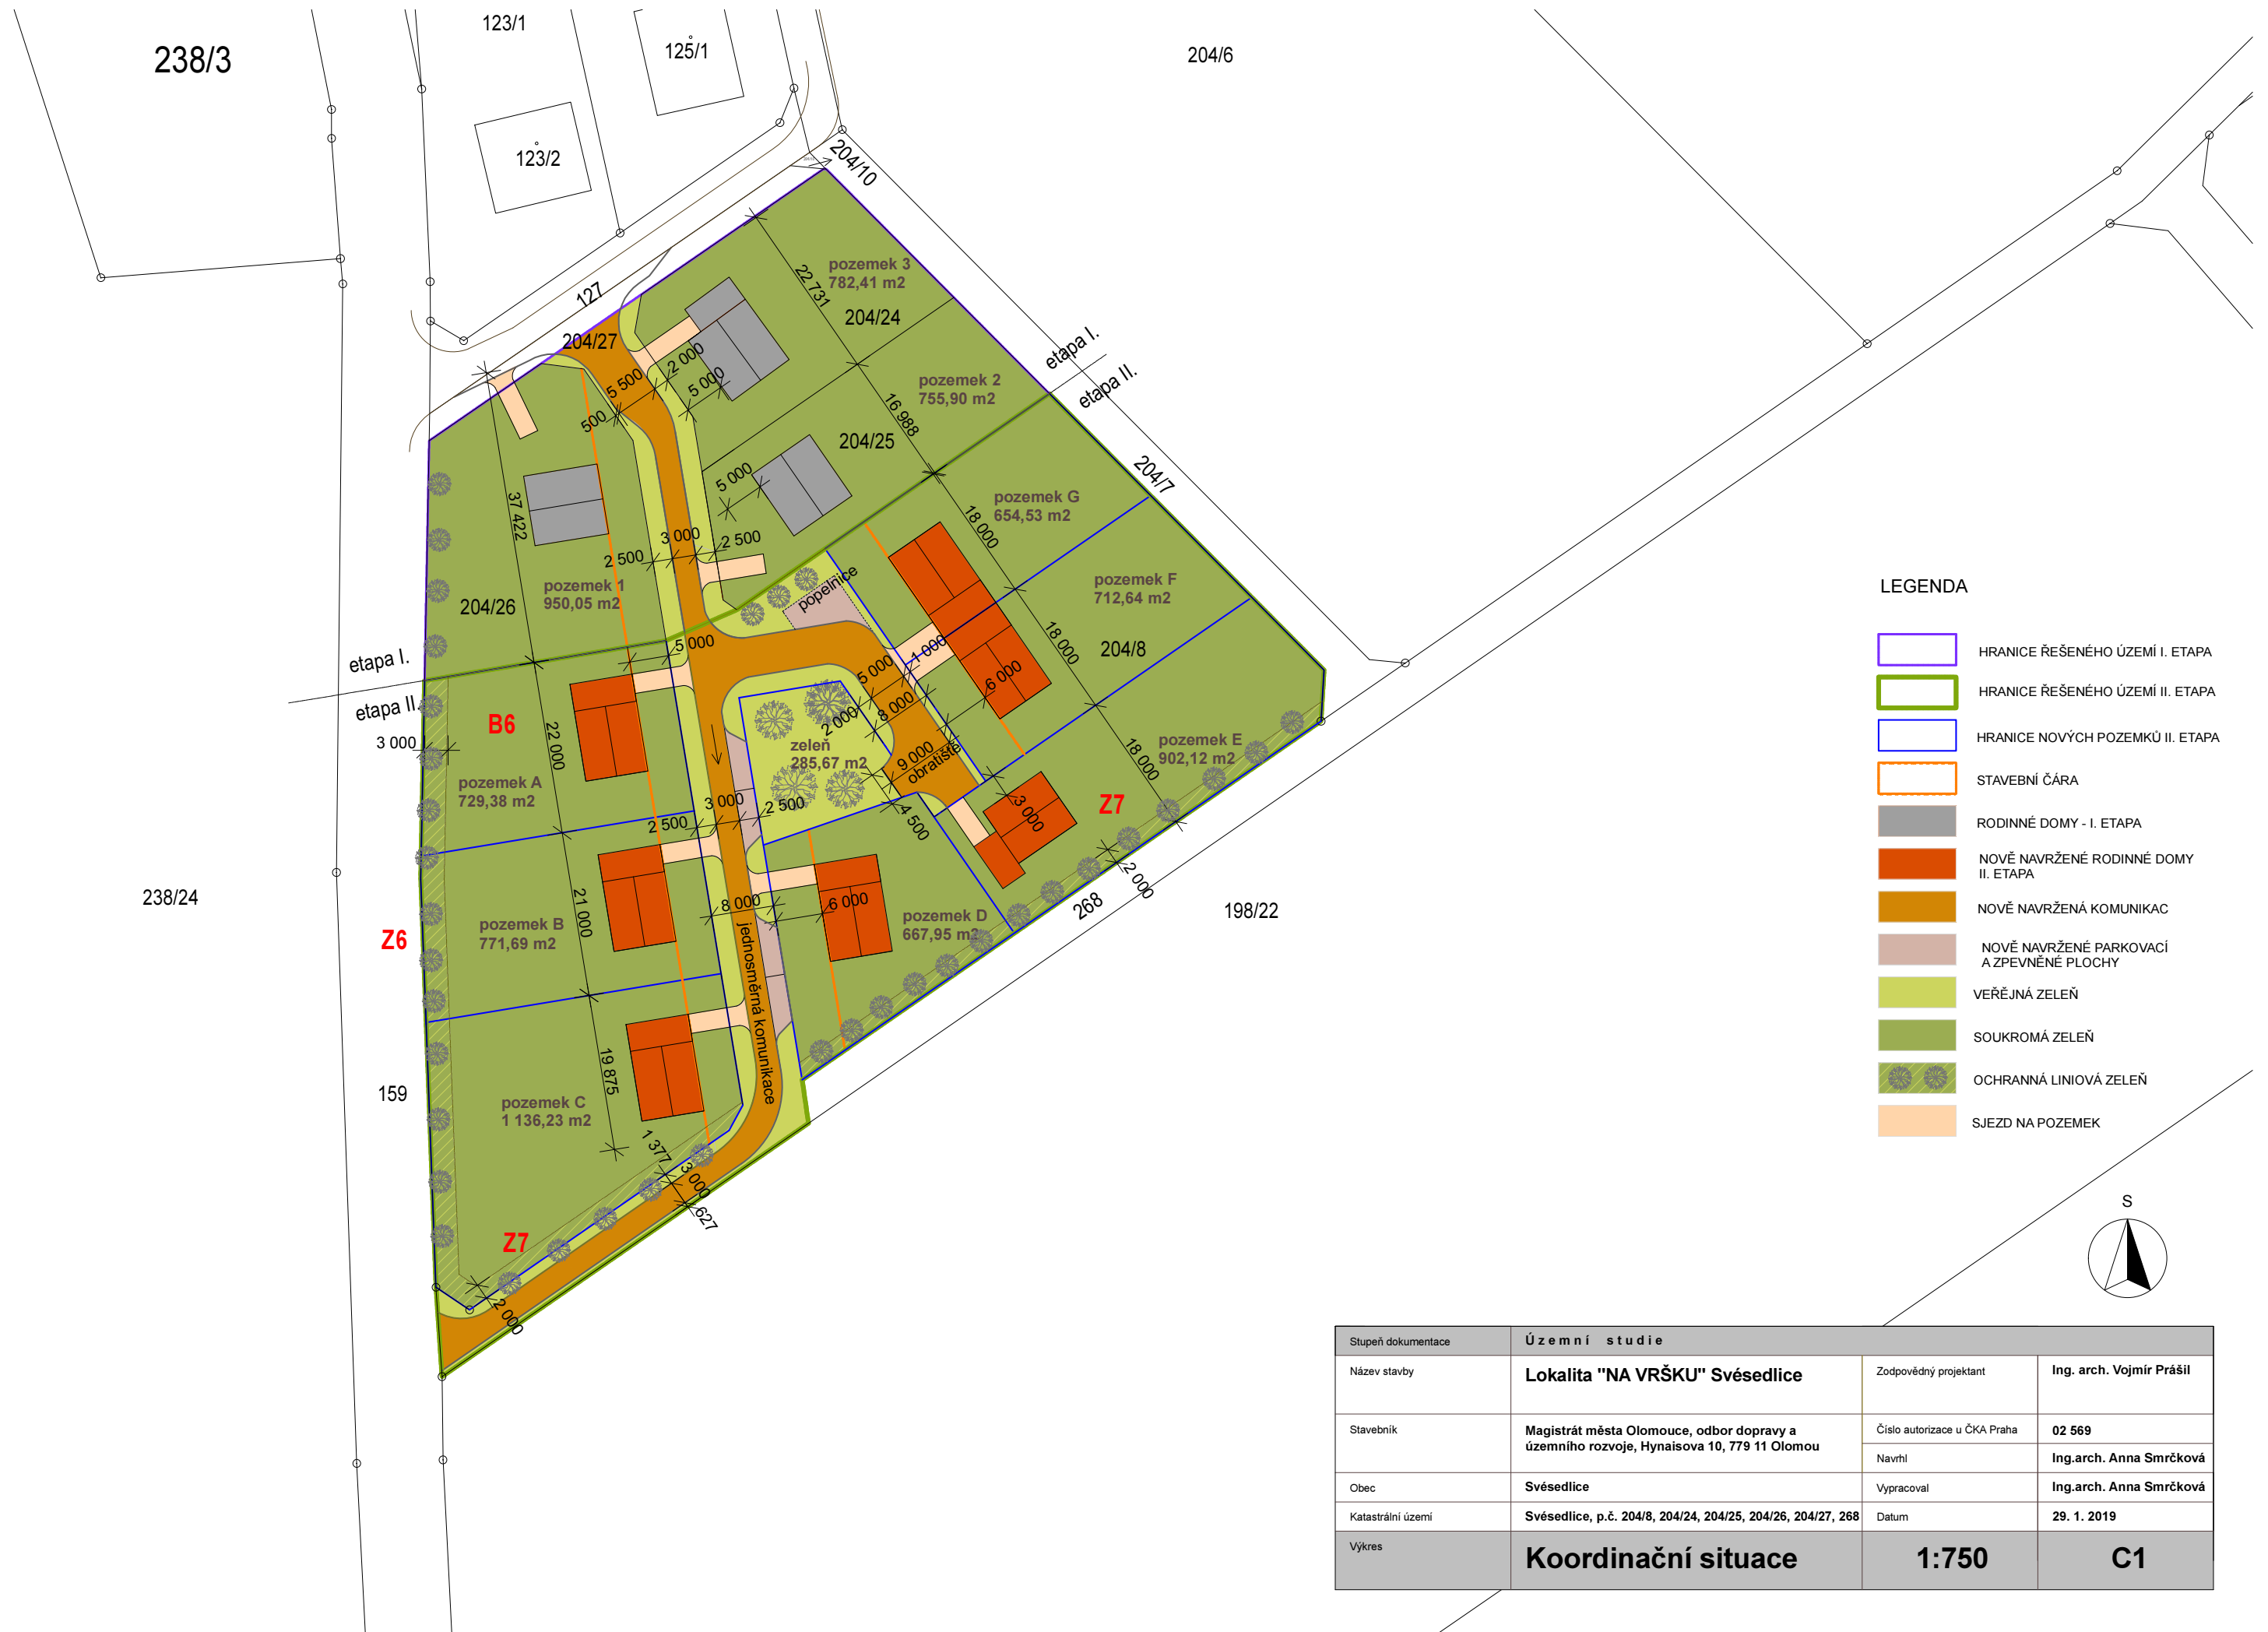 238/3
123/1
125/1
204/6
123/2
204/10
127
pozemek 3
782,41 m2
22 731
204/24
204/27
etapa I.
etapa II.
2 000
5 500
5 000
500
pozemek 2
755,90 m2
16 988
204/25
204/7
5 000
37 422
pozemek G
654,53 m2
18 000
3 000
2 500
2 500
pozemek 1
950,05 m2
204/26
popelnice
pozemek F
712,64 m2
18 000
204/8
5 000
etapa I.
etapa II.
1 000
5 000
6 000
8 000
2 000
B6
22 000
3 000
zeleň
285,67 m2
9 000
obratiště
pozemek E
902,12 m2
18 000
Z7
pozemek A
729,38 m2
3 000
2 500
2 500
4 500
3 000
2 000
238/24
21 000
8 000
6 000
268
198/22
pozemek B
771,69 m2
pozemek D
667,95 m2
Z6
jednosměrná komunikace
19 875
159
pozemek C
1 136,23 m2
1 377
3 000
627
Z7
2 000
LEGENDA
HRANICE ŘEŠENÉHO ÚZEMÍ I. ETAPA
HRANICE ŘEŠENÉHO ÚZEMÍ II. ETAPA
HRANICE NOVÝCH POZEMKŮ II. ETAPA
STAVEBNÍ ČÁRA
RODINNÉ DOMY - I. ETAPA
NOVĚ NAVRŽENÉ RODINNÉ DOMY
II. ETAPA
NOVĚ NAVRŽENÁ KOMUNIKAC
NOVĚ NAVRŽENÉ PARKOVACÍ
A ZPEVNĚNÉ PLOCHY
VEŘĚJNÁ ZELEŇ
SOUKROMÁ ZELEŇ
OCHRANNÁ LINIOVÁ ZELEŇ
SJEZD NA POZEMEK
S
Stupeň dokumentace
Územní studie
Název stavby
Lokalita "NA VRŠKU" Svésedlice
Zodpovědný projektant
Ing. arch. Vojmír Prášil
Stavebník
Magistrát města Olomouce, odbor dopravy a
územního rozvoje, Hynaisova 10, 779 11 Olomou
Číslo autorizace u ČKA Praha
02 569
Navrhl
Ing.arch. Anna Smrčková
Obec
Svésedlice
Vypracoval
Ing.arch. Anna Smrčková
Katastrální území
Svésedlice, p.č. 204/8, 204/24, 204/25, 204/26, 204/27, 268
Datum
29. 1. 2019
Výkres
Koordinační situace
1:750
C1